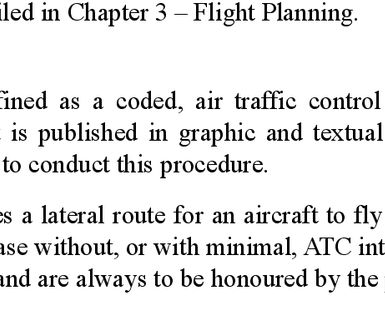 iled in Chapter 3 – Flight Planning.
fined as a coded, air traffic control
is published in graphic and textual
to conduct this procedure.
es a lateral route for an aircraft to fly
ase without, or with minimal, ATC int
and are always to be honoured by the